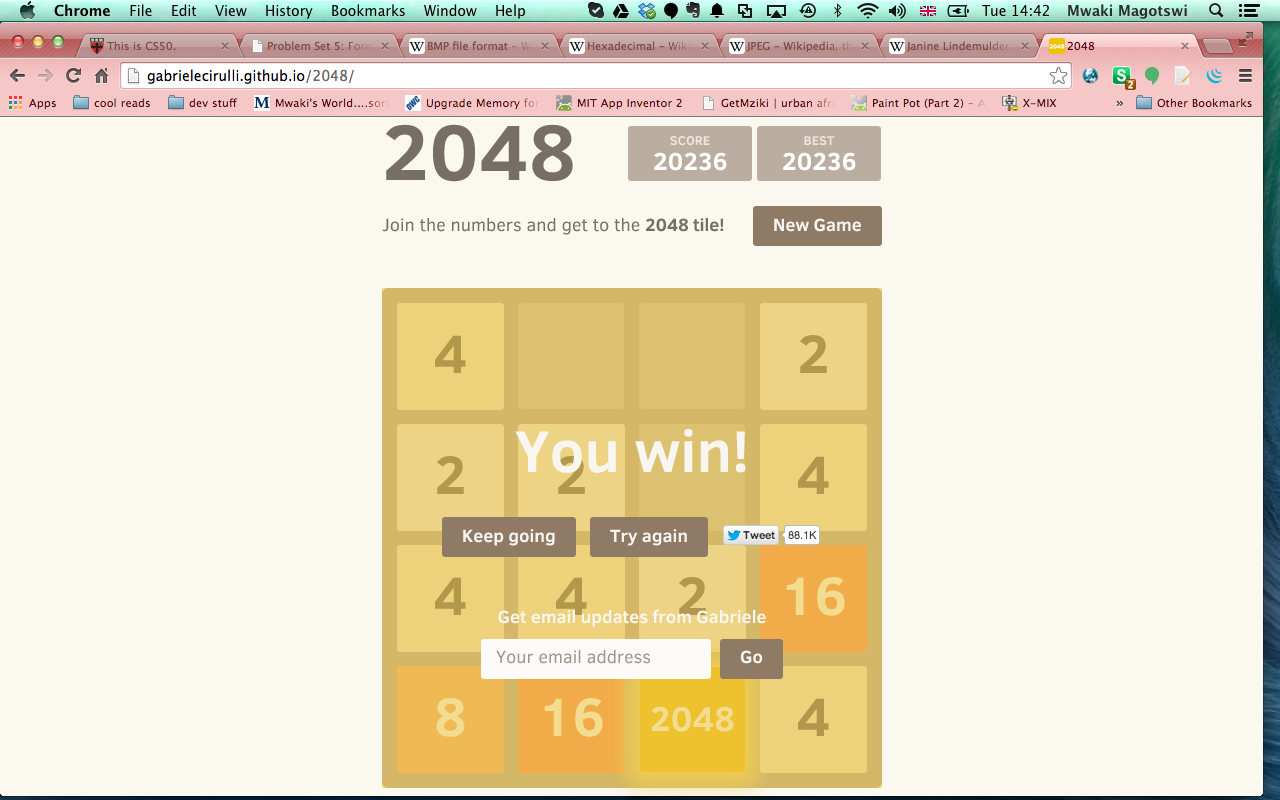 Chrome File Edit View History Bookmarks Window Help Tue 14:42 Mwaki Magotswi
This is CS50. Problem Set 5: Fore BMP file format – W Hexadecimal – Wiki JPEG – Wikipedia, th Janine Lindemulder 2048 2048
gabrielecirulli.github.io/2048/ S 2
Apps cool reads dev stuff M Mwaki's World....sor Upgrade Memory for MIT App Inventor 2 GetMziki | urban afr Paint Pot (Part 2) – A X-MIX » Other Bookmarks
2048
SCORE BEST
20236 20236
Join the numbers and get to the 2048 tile! New Game
4 2
You win!
2 2 4
Keep going Try again Tweet 88.1K
4 4 2 16
Get email updates from Gabriele
Your email address Go
8 16 2048 4